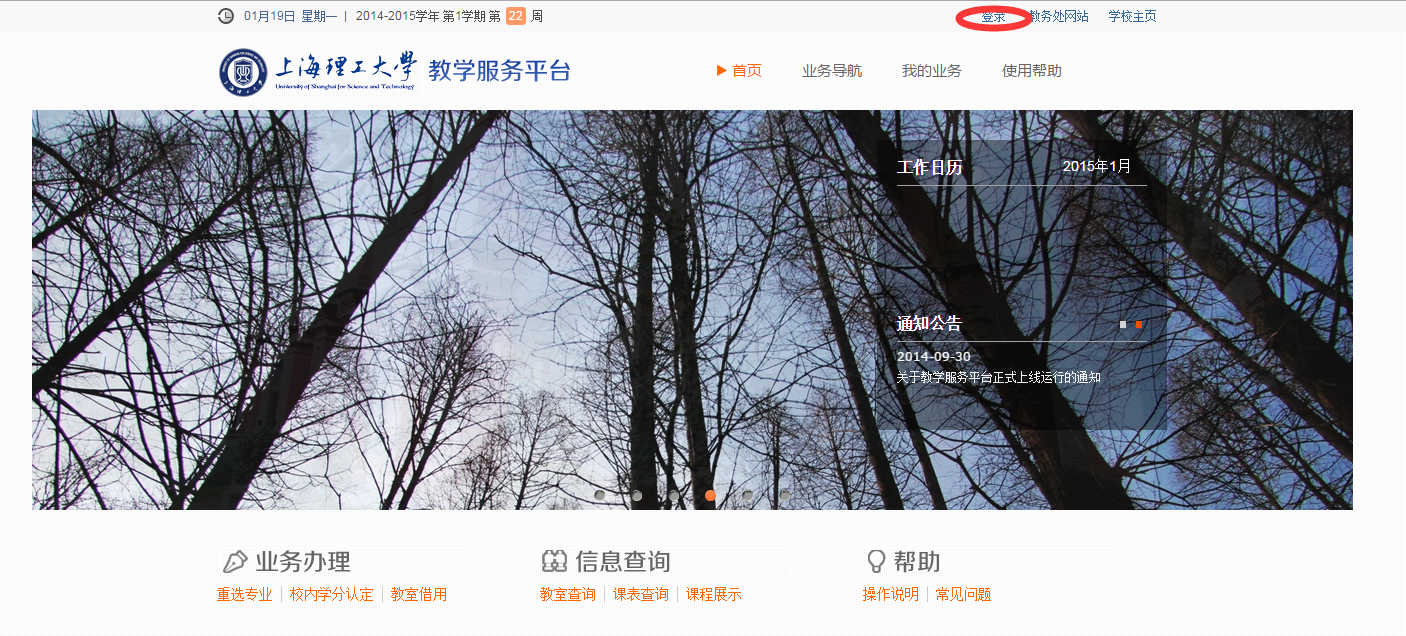 01月19日 星期一 | 2014-2015学年 第1学期 第 22 周
登录 教务处网站 学校主页
上海理工大学 教学服务平台
University of Shanghai for Science and Technology
首页 业务导航 我的业务 使用帮助
工作日历 2015年1月
通知公告
2014-09-30
关于教学服务平台正式上线运行的通知
业务办理 信息查询 帮助
重选专业 | 校内学分认定 | 教室借用 教室查询 | 课表查询 | 课程展示 操作说明 | 常见问题